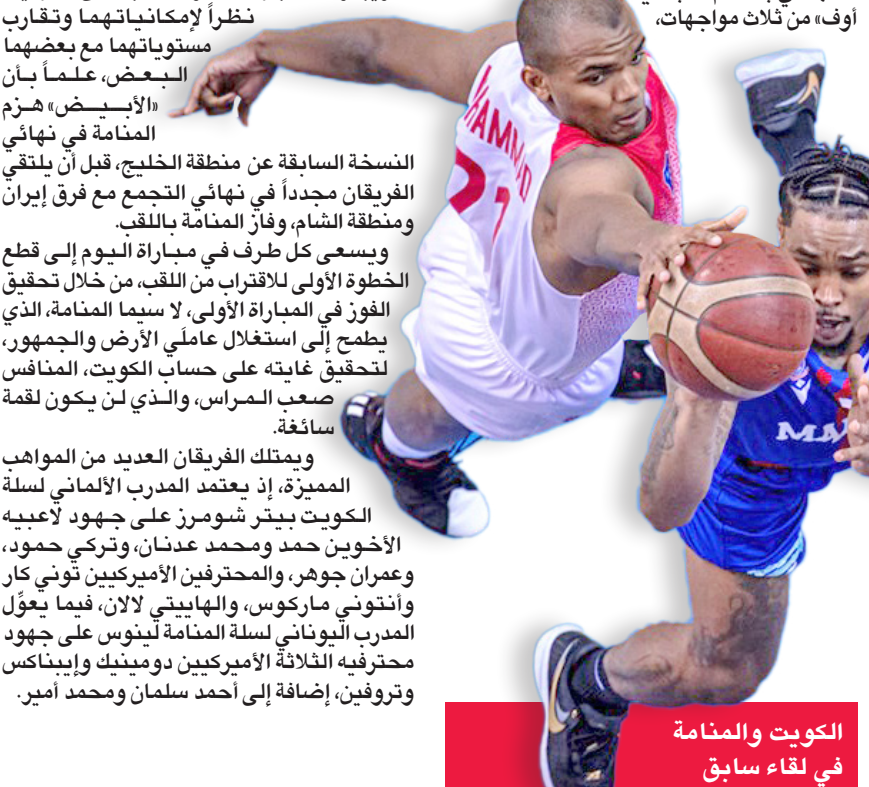 أوف» من ثلاث مواجهات،
نظراً لإمكانياتهما وتقارب
مستوياتهما مع بعضهما
البعض، علماً بأن
«الأبيض» هزم
المنامة في نهائي
النسخة السابقة عن منطقة الخليج، قبل أن يلتقي
الفريقان مجدداً في نهائي التجمع مع فرق إيران
ومنطقة الشام، وفاز المنامة باللقب.
ويسعى كل طرف في مباراة اليوم إلى قطع
الخطوة الأولى للاقتراب من اللقب، من خلال تحقيق
الفوز في المباراة الأولى، لا سيما المنامة، الذي
يطمح إلى استغلال عاملَي الأرض والجمهور،
لتحقيق غايته على حساب الكويت، المنافس
صعب المراس، والذي لن يكون لقمة
سائغة.
ويمتلك الفريقان العديد من المواهب
المميزة، إذ يعتمد المدرب الألماني لسلة
الكويت بيتر شومرز على جهود لاعبيه
الأخوين حمد ومحمد عدنان، وتركي حمود،
وعمران جوهر، والمحترفين الأميركيين توني كار
وأنتوني ماركوس، والهاييتي لالان، فيما يعوِّل
المدرب اليوناني لسلة المنامة لينوس على جهود
محترفيه الثلاثة الأميركيين دومينيك وإيبناكس
وتروفين، إضافة إلى أحمد سلمان ومحمد أمير.
الكويت والمنامة
في لقاء سابق